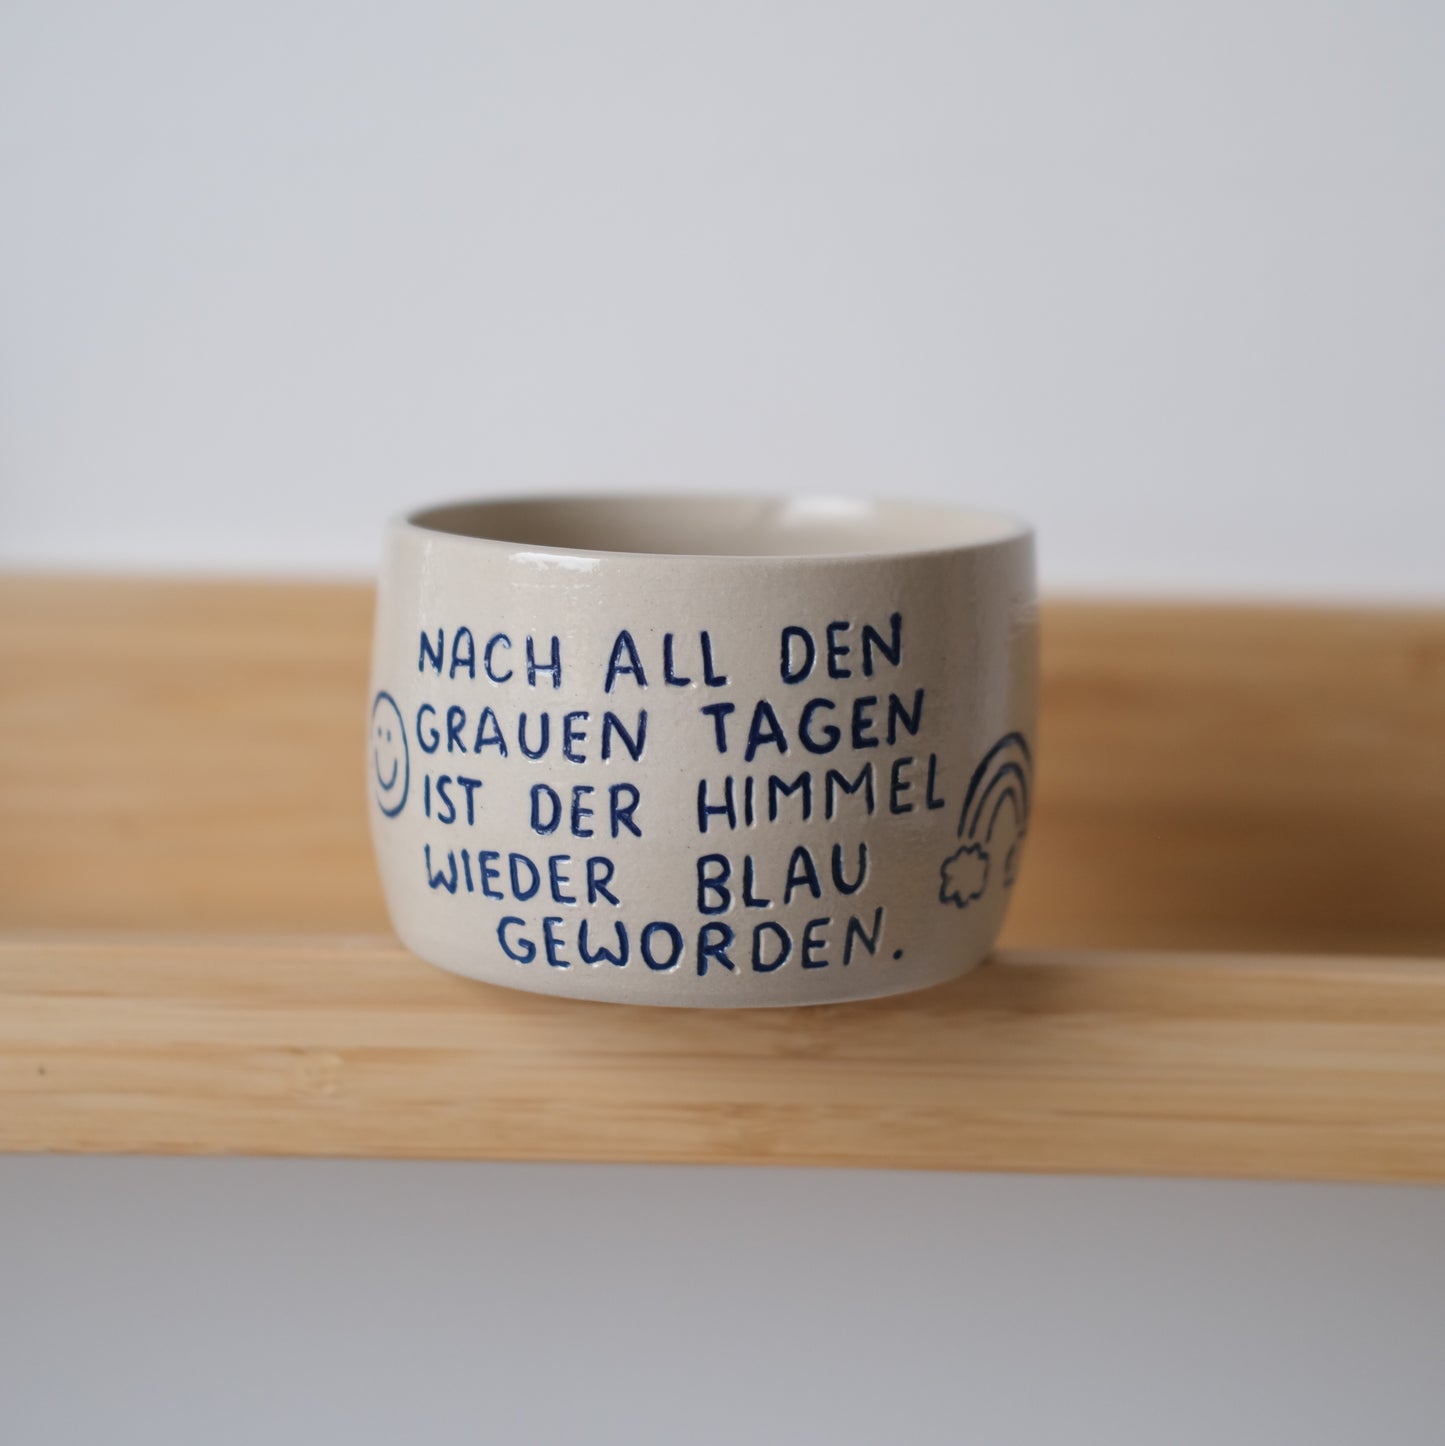 NACH ALL DEN
GRAUEN TAGEN
IST DER HIMMEL
WIEDER BLAU
GEWORDEN.